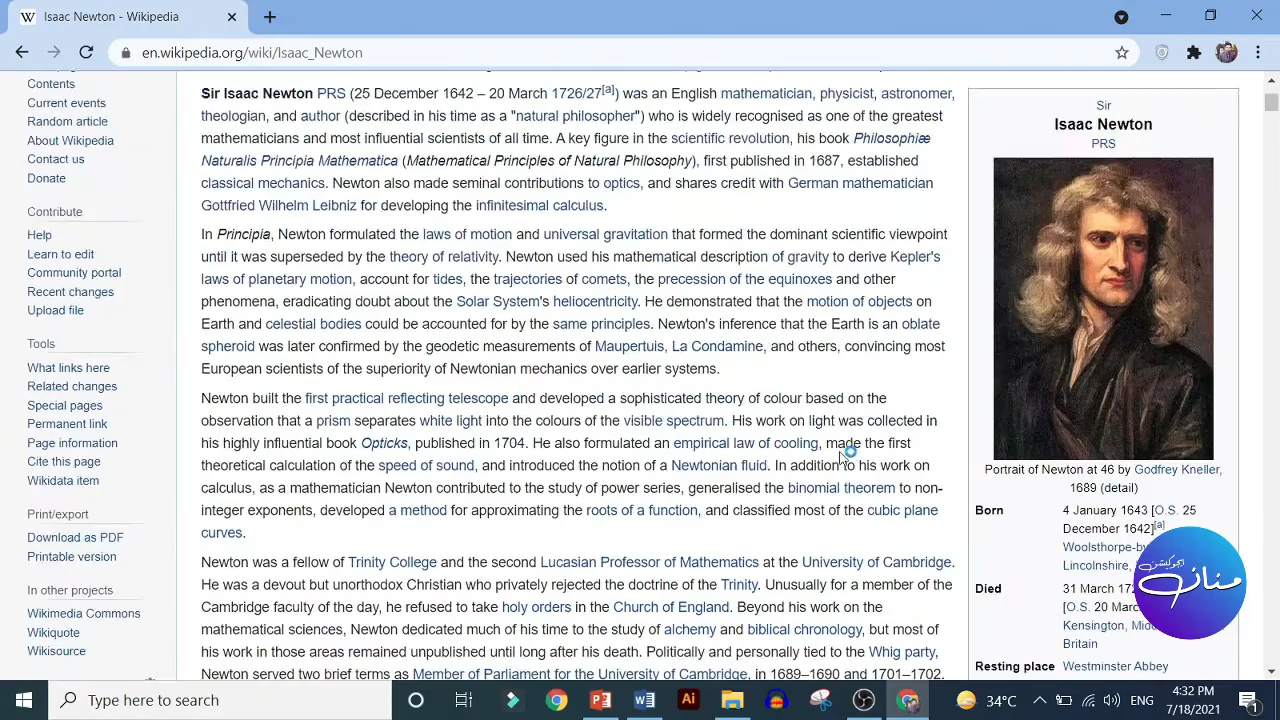 Isaac Newton - Wikipedia
en.wikipedia.org/wiki/Isaac_Newton
Contents
Current events
Random article
About Wikipedia
Contact us
Donate
Contribute
Help
Learn to edit
Community portal
Recent changes
Upload file
Tools
What links here
Related changes
Special pages
Permanent link
Page information
Cite this page
Wikidata item
Print/export
Download as PDF
Printable version
In other projects
Wikimedia Commons
Wikiquote
Wikisource
Sir Isaac Newton PRS (25 December 1642 – 20 March 1726/27[a]) was an English mathematician, physicist, astronomer,
theologian, and author (described in his time as a "natural philosopher") who is widely recognised as one of the greatest
mathematicians and most influential scientists of all time. A key figure in the scientific revolution, his book Philosophiæ
Naturalis Principia Mathematica (Mathematical Principles of Natural Philosophy), first published in 1687, established
classical mechanics. Newton also made seminal contributions to optics, and shares credit with German mathematician
Gottfried Wilhelm Leibniz for developing the infinitesimal calculus.
In Principia, Newton formulated the laws of motion and universal gravitation that formed the dominant scientific viewpoint
until it was superseded by the theory of relativity. Newton used his mathematical description of gravity to derive Kepler's
laws of planetary motion, account for tides, the trajectories of comets, the precession of the equinoxes and other
phenomena, eradicating doubt about the Solar System's heliocentricity. He demonstrated that the motion of objects on
Earth and celestial bodies could be accounted for by the same principles. Newton's inference that the Earth is an oblate
spheroid was later confirmed by the geodetic measurements of Maupertuis, La Condamine, and others, convincing most
European scientists of the superiority of Newtonian mechanics over earlier systems.
Newton built the first practical reflecting telescope and developed a sophisticated theory of colour based on the
observation that a prism separates white light into the colours of the visible spectrum. His work on light was collected in
his highly influential book Opticks, published in 1704. He also formulated an empirical law of cooling, made the first
theoretical calculation of the speed of sound, and introduced the notion of a Newtonian fluid. In addition to his work on
calculus, as a mathematician Newton contributed to the study of power series, generalised the binomial theorem to non-
integer exponents, developed a method for approximating the roots of a function, and classified most of the cubic plane
curves.
Newton was a fellow of Trinity College and the second Lucasian Professor of Mathematics at the University of Cambridge.
He was a devout but unorthodox Christian who privately rejected the doctrine of the Trinity. Unusually for a member of the
Cambridge faculty of the day, he refused to take holy orders in the Church of England. Beyond his work on the
mathematical sciences, Newton dedicated much of his time to the study of alchemy and biblical chronology, but most of
his work in those areas remained unpublished until long after his death. Politically and personally tied to the Whig party,
Newton served two brief terms as Member of Parliament for the University of Cambridge, in 1689–1690 and 1701–1702.
Sir
Isaac Newton
PRS
Portrait of Newton at 46 by Godfrey Kneller,
1689 (detail)
Born 4 January 1643 [O.S. 25
December 1642][a]
Woolsthorpe-by
Lincolnshire,
Died 31 March 172
[O.S. 20 Marc
Kensington, Midd
Britain
Resting place Westminster Abbey
Type here to search
34°C
ENG
4:32 PM
7/18/2021